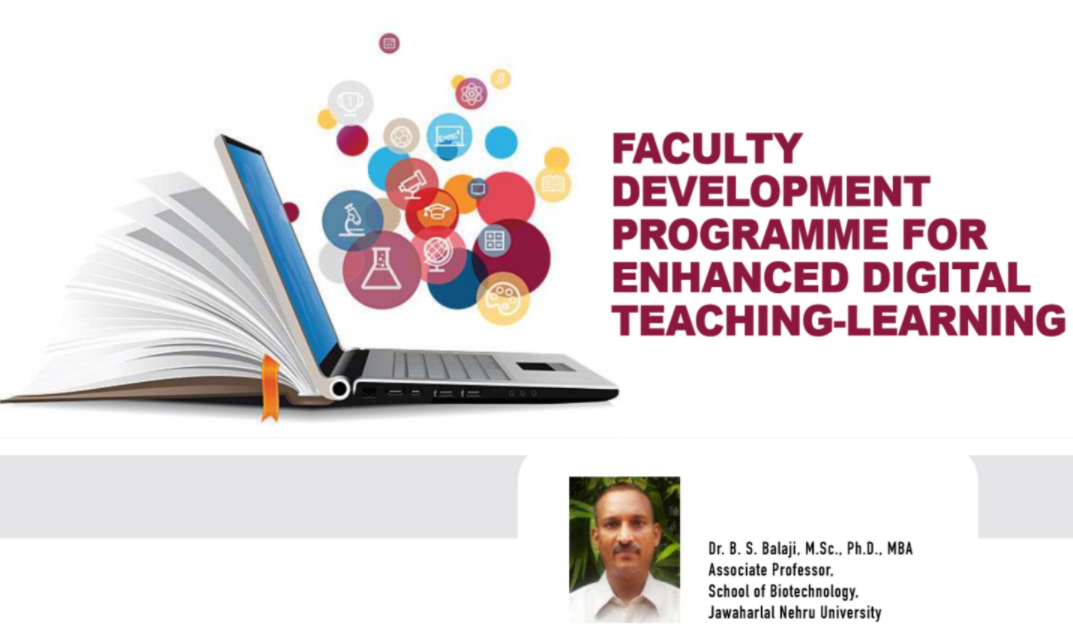 FACULTY
DEVELOPMENT
PROGRAMME FOR
ENHANCED DIGITAL
TEACHING-LEARNING
Dr. B. S. Balaji, M.Sc., Ph.D., MBA
Associate Professor,
School of Biotechnology,
Jawaharlal Nehru University